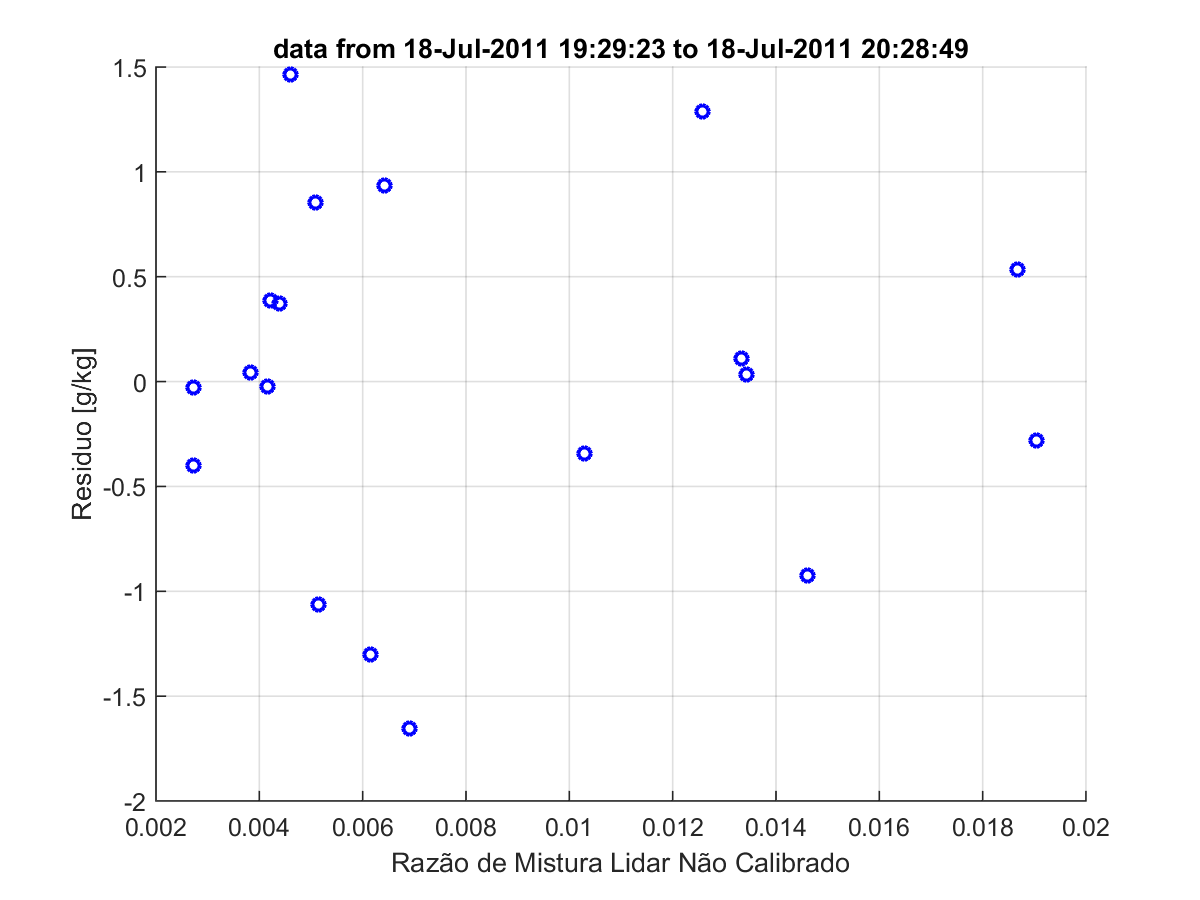 data from 18-Jul-2011 19:29:23 to 18-Jul-2011 20:28:49
1.5
1
0.5
0
-0.5
-1
-1.5
-2
Residuo [g/kg]
0.002 0.004 0.006 0.008 0.01 0.012 0.014 0.016 0.018 0.02
Razão de Mistura Lidar Não Calibrado